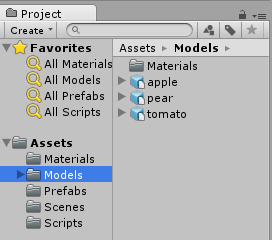 Project
Create
Favorites
All Materials
All Models
All Prefabs
All Scripts
Assets
Materials
Models
Prefabs
Scenes
Scripts
Assets Models
Materials
apple
pear
tomato